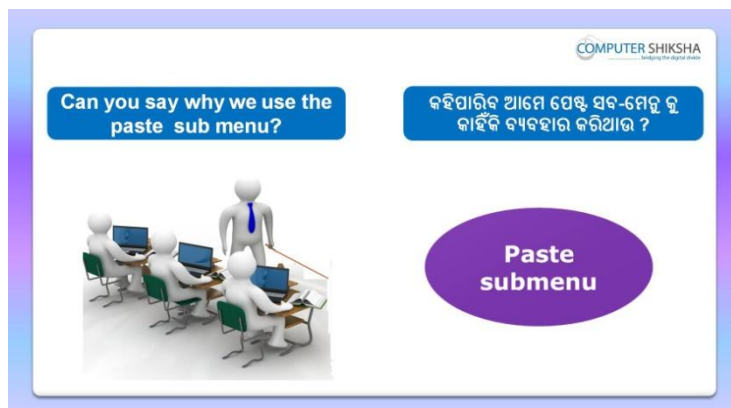 COMPUTER SHIKSHA
bridging the digital divide
Can you say why we use the
paste sub menu?
କହିପାରିବ ଆମେ ପେଷ୍ଟ ସବ-ମେନୁ କୁ
କାହିଁକି ବ୍ୟବହାର କରିଥାଉ ?
Paste
submenu